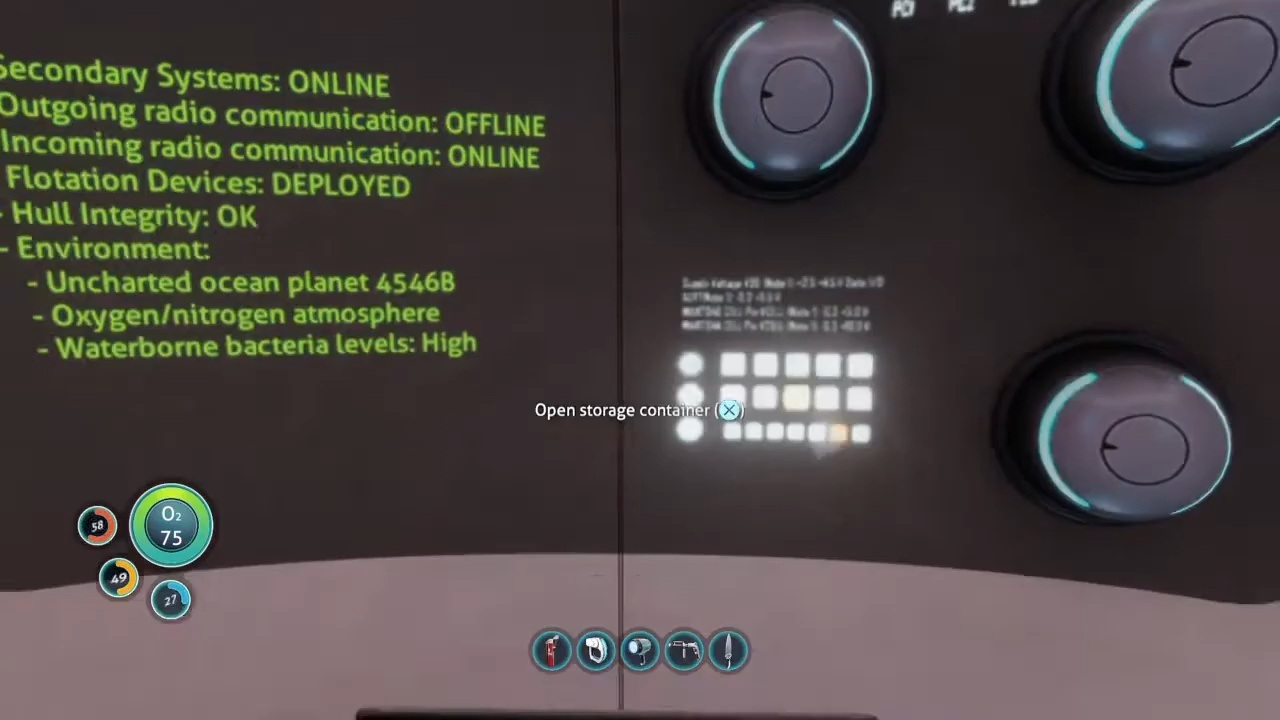 Secondary Systems: ONLINE
Outgoing radio communication: OFFLINE
Incoming radio communication: ONLINE
Flotation Devices: DEPLOYED
- Hull Integrity: OK
- Environment:
- Uncharted ocean planet 4546B
- Oxygen/nitrogen atmosphere
- Waterborne bacteria levels: High
Open storage container (X)
58
O₂
75
49
27